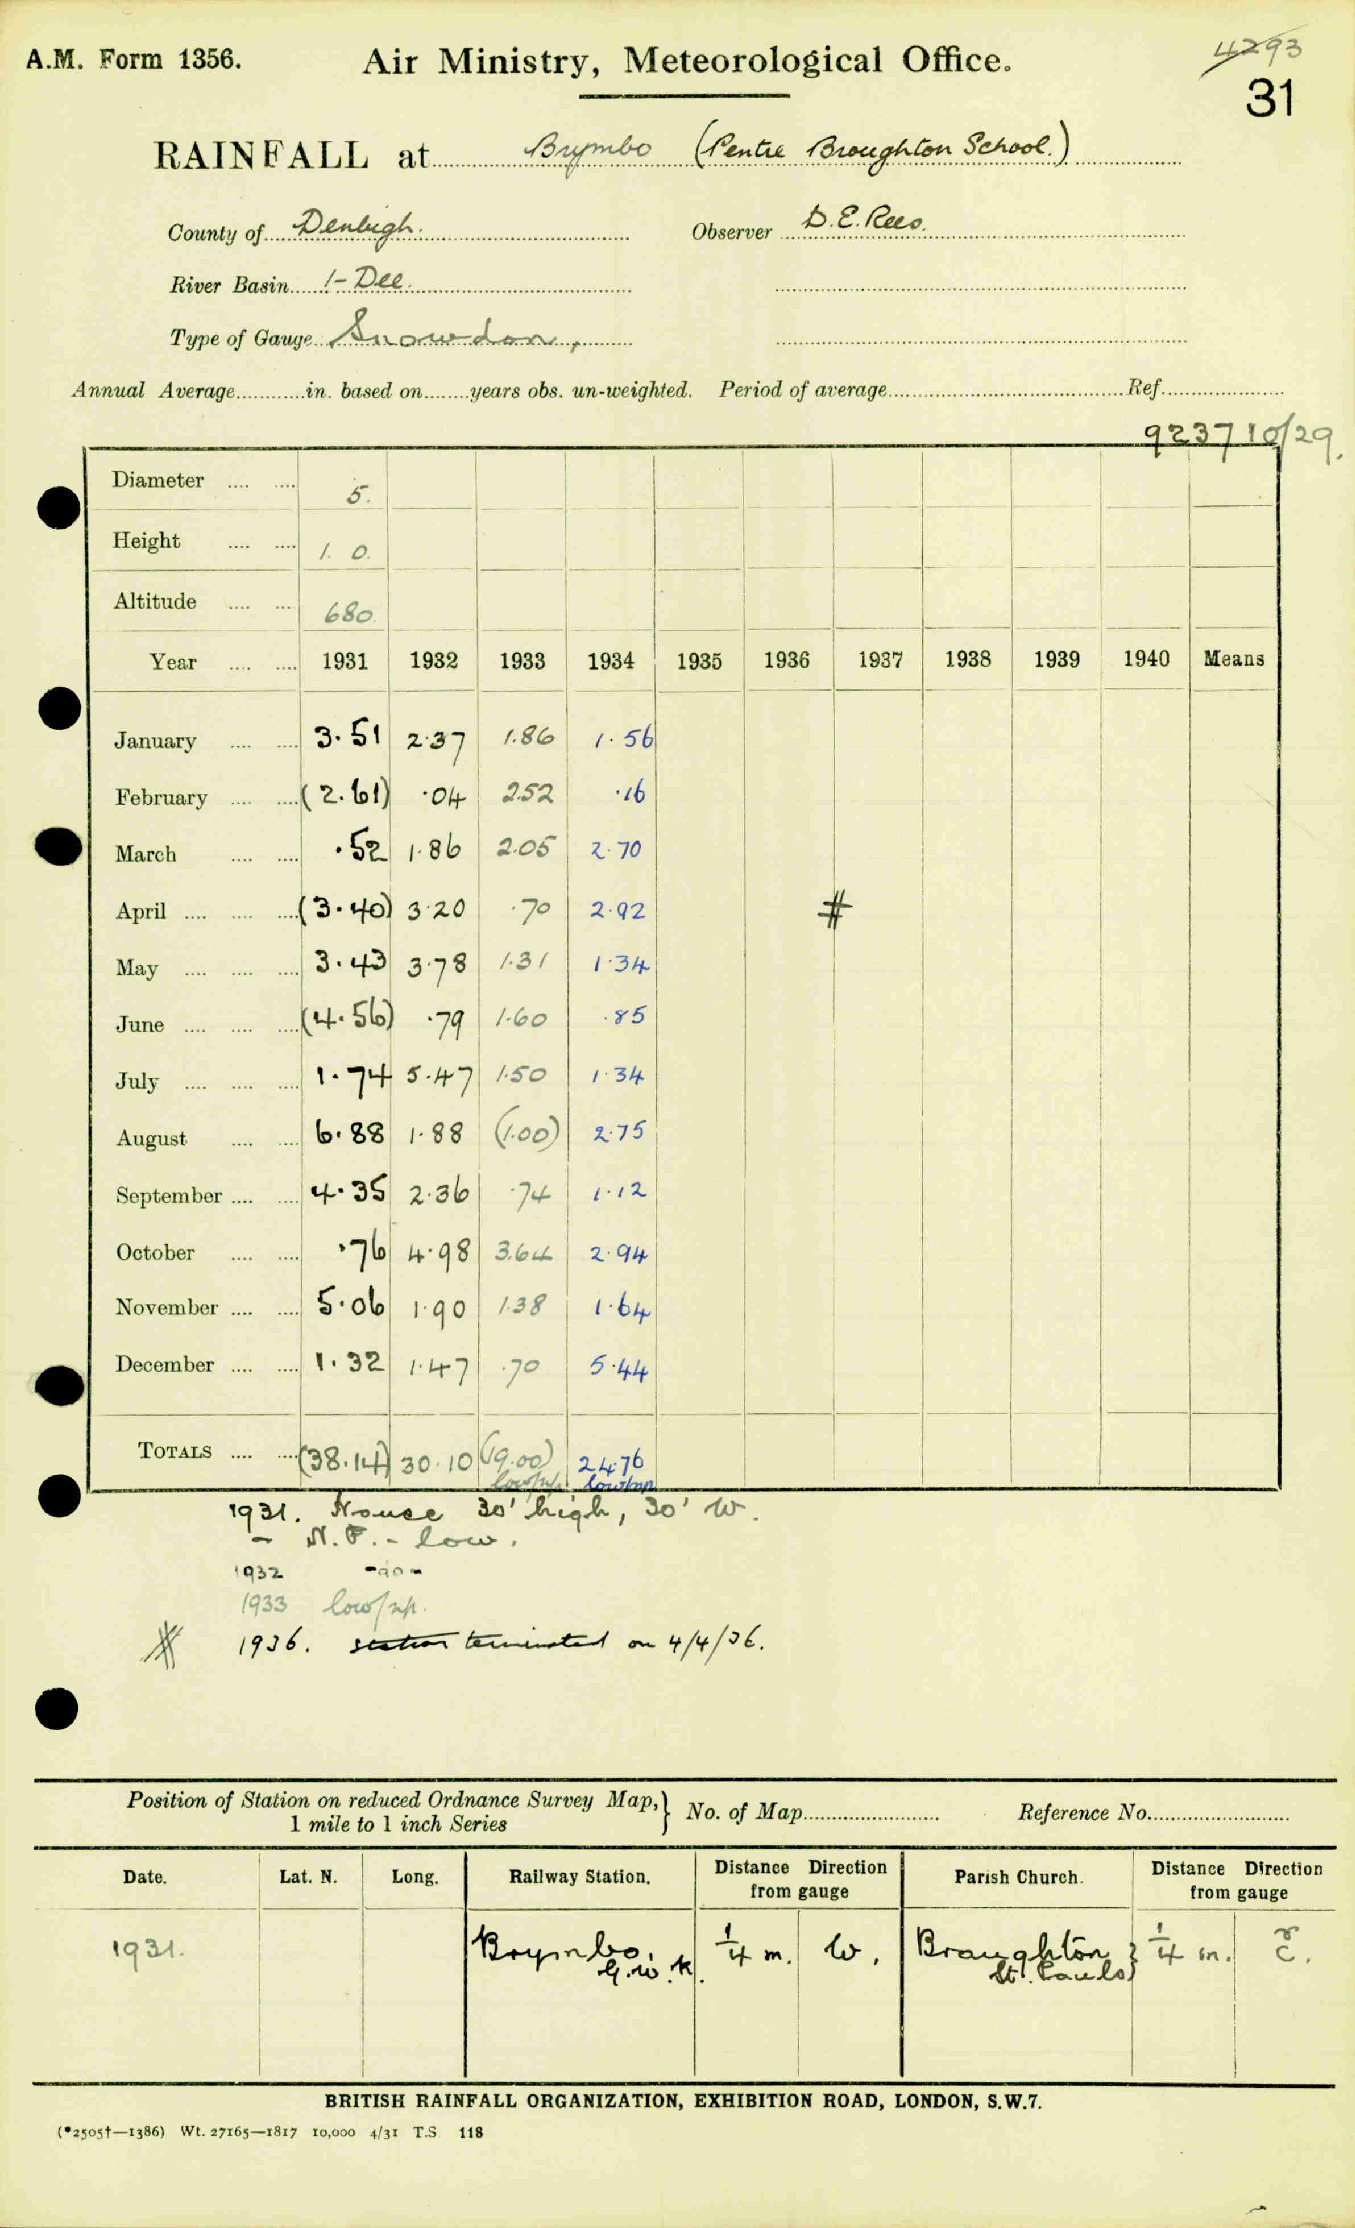 A.M. Form 1356.
Air Ministry, Meteorological Office.
4293
31
RAINFALL at Brymbo (Pentre Broughton School.)
County of Denbigh.
Observer D.E. Rees.
River Basin 1-Dee.
Type of Gauge Snowdon,
Annual Average in. based on years obs. un-weighted. Period of average Ref.
9237 10/29.
Diameter 5.
Height 1. 0.
Altitude 680
Year 1931 1932 1933 1934 1935 1936 1937 1938 1939 1940 Means
January 3.51 2.37 1.86 1.56
February (2.61) .04 2.52 .16
March .52 1.86 2.05 2.70
April (3.40) 3.20 .70 2.92 #
May 3.43 3.78 1.31 1.34
June (4.56) .79 1.60 .85
July 1.74 5.47 1.50 1.34
August 6.88 1.88 (1.00) 2.75
September 4.35 2.36 .74 1.12
October .76 4.98 3.64 2.94
November 5.06 1.90 1.38 1.64
December 1.32 1.47 .70 5.44
TOTALS (38.14) 30.10 (19.00) 24.76
low/np. low/np
1931. House 30' high, 30' W.
- N.P. - low.
1932 -do-
1933 low/np.
# 1936. station terminated on 4/4/36.
Position of Station on reduced Ordnance Survey Map, } No. of Map Reference No.
1 mile to 1 inch Series
Date. Lat. N. Long. Railway Station. Distance Direction from gauge Parish Church. Distance Direction from gauge
1931. Brymbo. 1/4 m. W. Broughton } 1/4 m.
G.W.R. St. Pauls
BRITISH RAINFALL ORGANIZATION, EXHIBITION ROAD, LONDON, S.W.7.
(*2505†—1386) Wt. 27165—1817 10,000 4/31 T.S 118